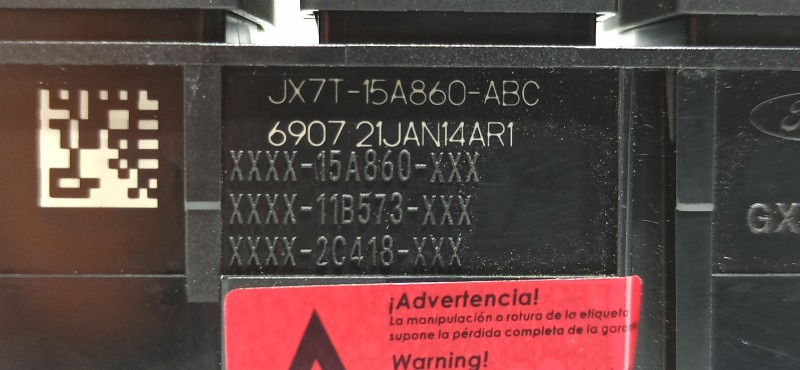 JX7T-15A860-ABC
6907 21JAN14AR1
XXXX-15A860-XXX
XXXX-11B573-XXX
XXXX-2C418-XXX
GX
¡Advertencia!
La manipulación o rotura de la etiqueta
supone la pérdida completa de la garan
Warning!